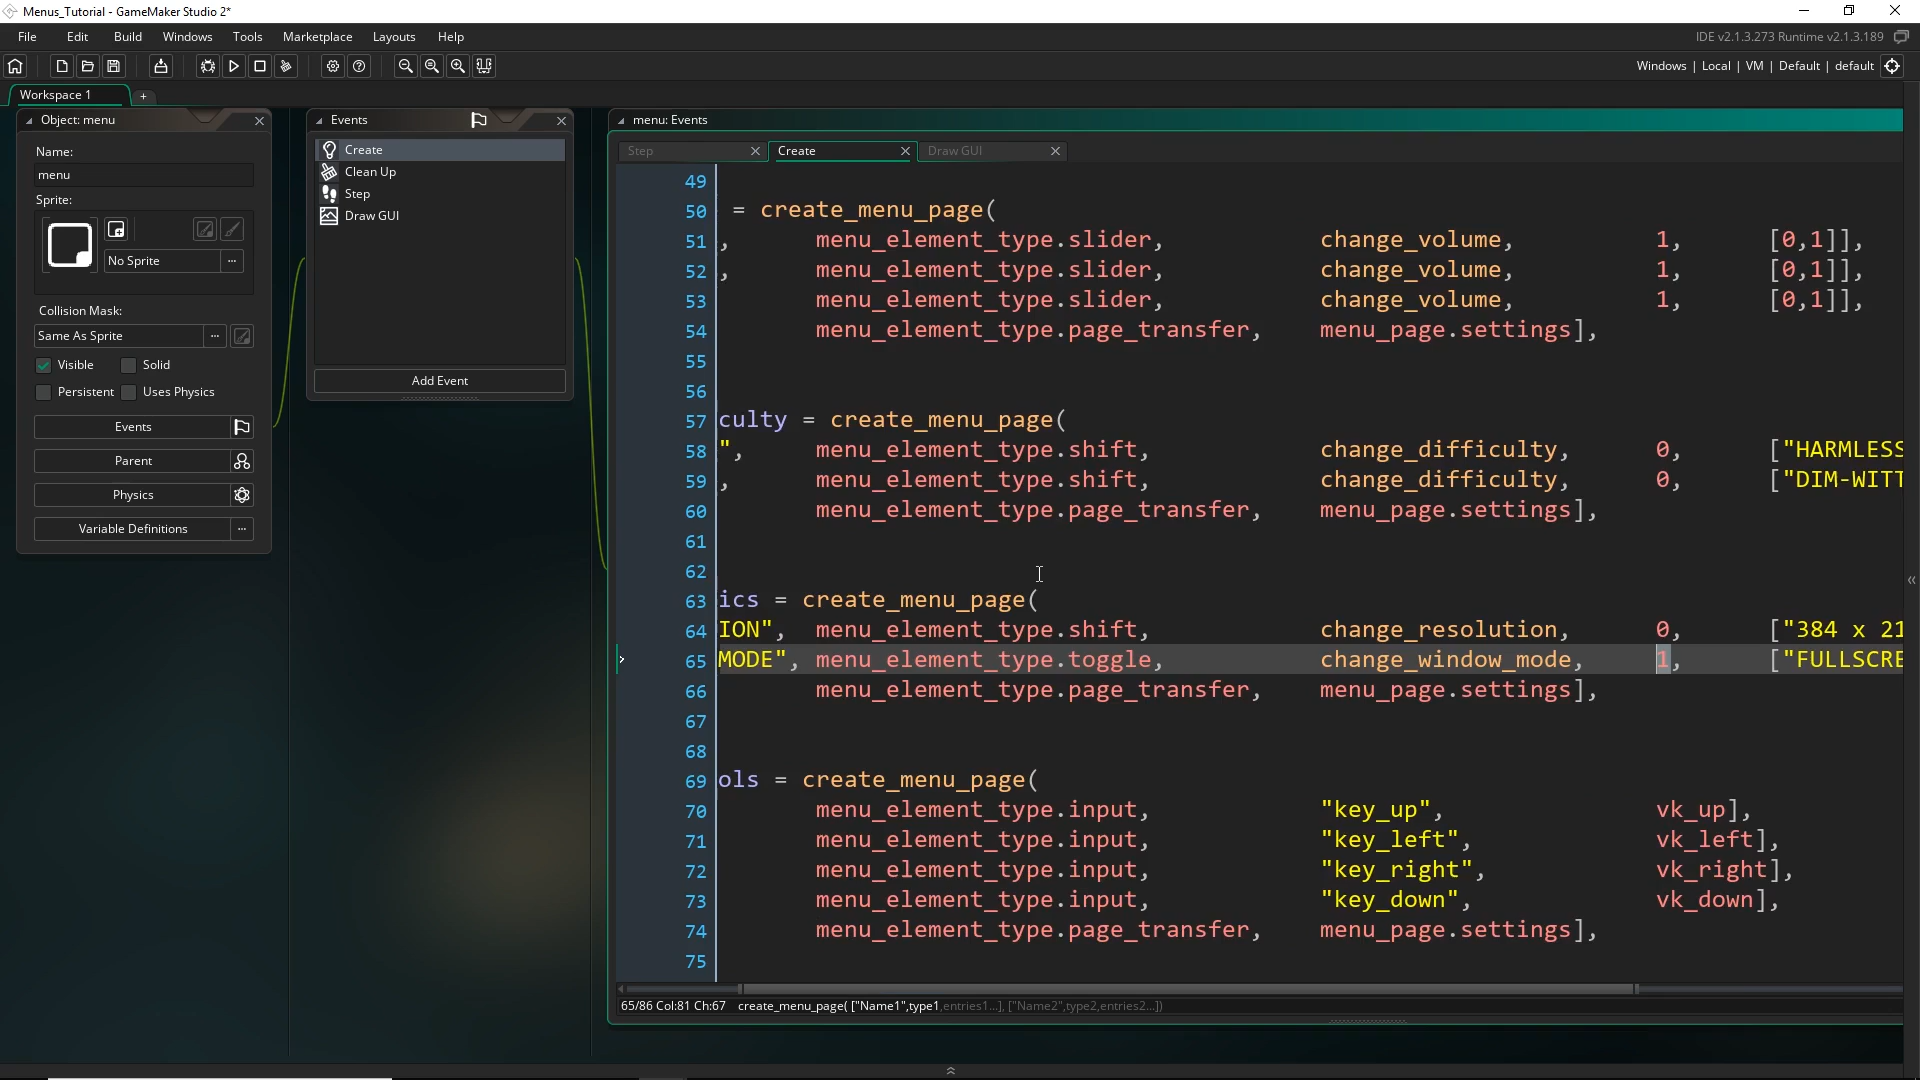 Menus_Tutorial - GameMaker Studio 2*
File Edit Build Windows Tools Marketplace Layouts Help
IDE v2.1.3.273 Runtime v2.1.3.189
Windows | Local | VM | Default | default
Workspace 1
+
Object: menu
Name:
menu
Sprite:
No Sprite
...
Collision Mask:
Same As Sprite
...
Visible
Solid
Persistent
Uses Physics
Events
Parent
Physics
Variable Definitions
...
Events
Create
Clean Up
Step
Draw GUI
Add Event
menu: Events
Step Create Draw GUI
49
50 = create_menu_page(
51 , menu_element_type.slider, change_volume, 1, [0,1]],
52 , menu_element_type.slider, change_volume, 1, [0,1]],
53 menu_element_type.slider, change_volume, 1, [0,1]],
54 menu_element_type.page_transfer, menu_page.settings],
55
56
57 culty = create_menu_page(
58 ", menu_element_type.shift, change_difficulty, 0, ["HARMLESS
59 , menu_element_type.shift, change_difficulty, 0, ["DIM-WITT
60 menu_element_type.page_transfer, menu_page.settings],
61
62
63 ics = create_menu_page(
64 ION", menu_element_type.shift, change_resolution, 0, ["384 x 21
65 MODE", menu_element_type.toggle, change_window_mode, 1, ["FULLSCRE
66 menu_element_type.page_transfer, menu_page.settings],
67
68
69 ols = create_menu_page(
70 menu_element_type.input, "key_up", vk_up],
71 menu_element_type.input, "key_left", vk_left],
72 menu_element_type.input, "key_right", vk_right],
73 menu_element_type.input, "key_down", vk_down],
74 menu_element_type.page_transfer, menu_page.settings],
75
65/86 Col:81 Ch:67 create_menu_page( ["Name1",type1,entries1...], ["Name2",type2,entries2...])